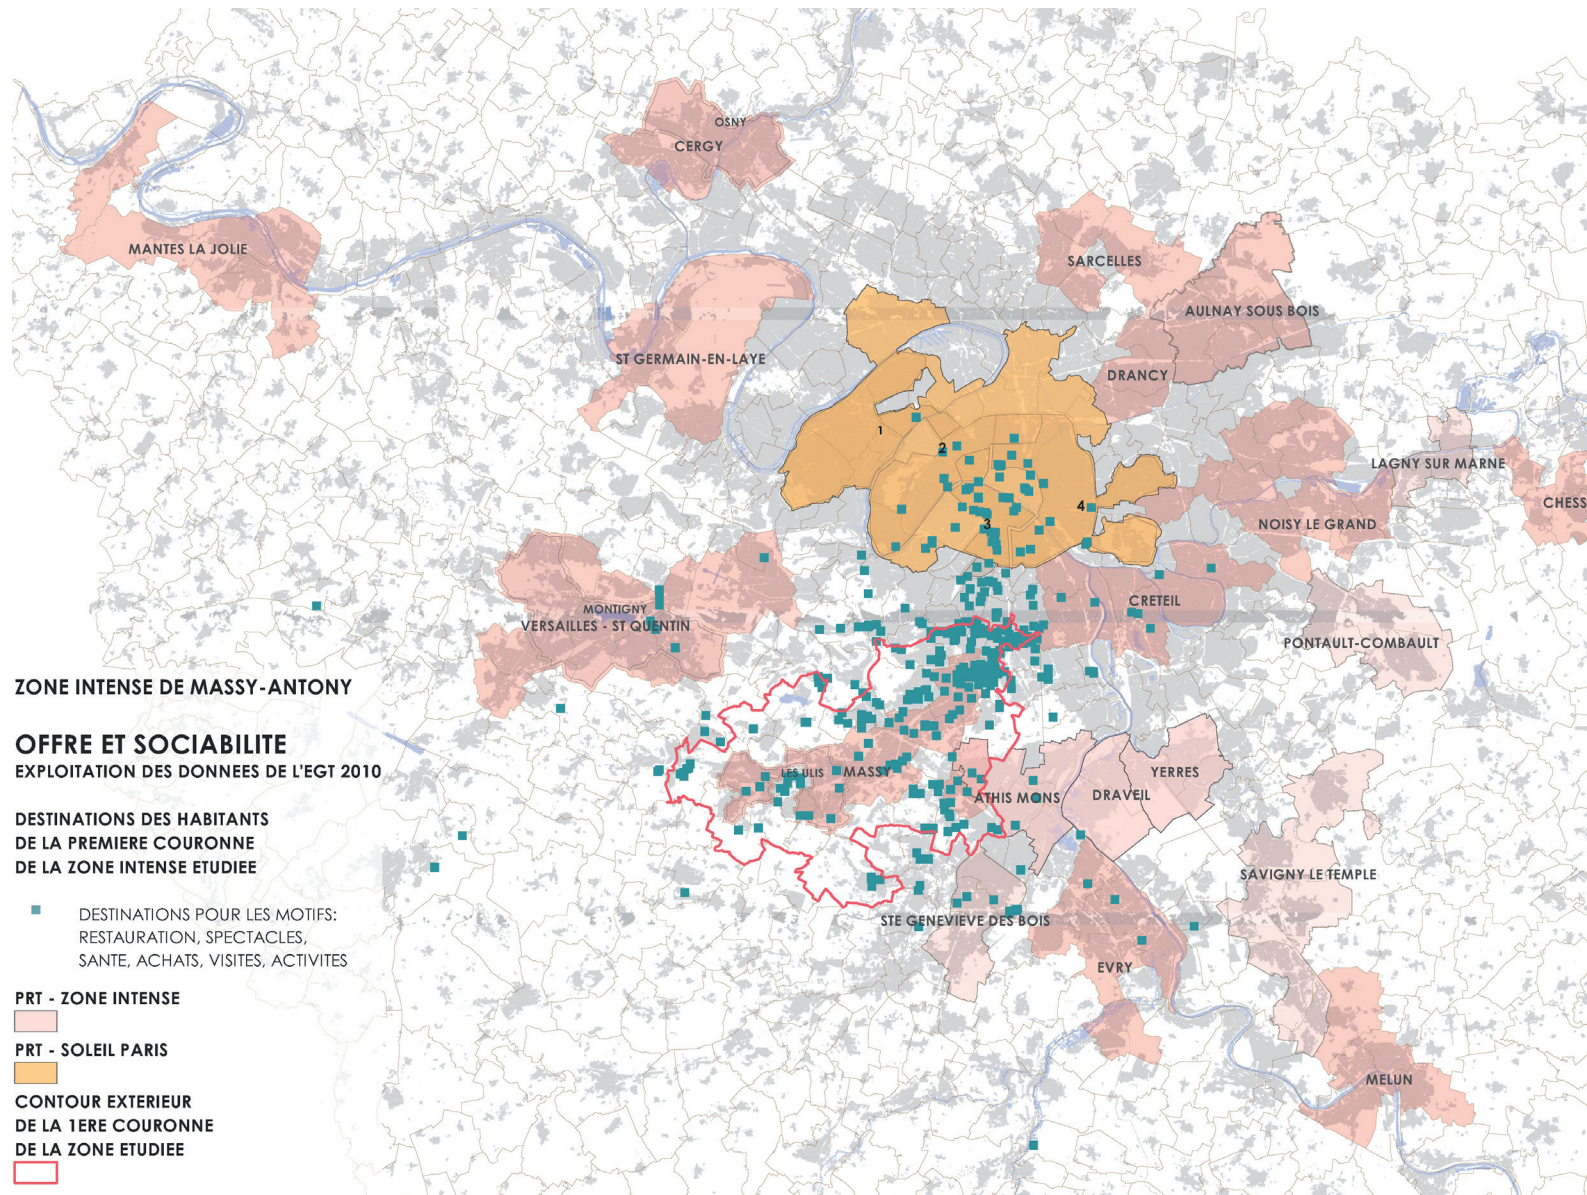 OSNY
CERGY
MANTES LA JOLIE
SARCELLES
AULNAY SOUS BOIS
ST GERMAIN-EN-LAYE
DRANCY
1
2
LAGNY SUR MARNE
4
CHESS
3
NOISY LE GRAND
MONTIGNY
VERSAILLES - ST QUENTIN
CRETEIL
PONTAULT-COMBAULT
LES ULIS
MASSY
ATHIS MONS
DRAVEIL
YERRES
SAVIGNY LE TEMPLE
STE GENEVIEVE DES BOIS
EVRY
MELUN
ZONE INTENSE DE MASSY-ANTONY
OFFRE ET SOCIABILITE
EXPLOITATION DES DONNEES DE L'EGT 2010
DESTINATIONS DES HABITANTS
DE LA PREMIERE COURONNE
DE LA ZONE INTENSE ETUDIEE
DESTINATIONS POUR LES MOTIFS:
RESTAURATION, SPECTACLES,
SANTE, ACHATS, VISITES, ACTIVITES
PRT - ZONE INTENSE
PRT - SOLEIL PARIS
CONTOUR EXTERIEUR
DE LA 1ERE COURONNE
DE LA ZONE ETUDIEE